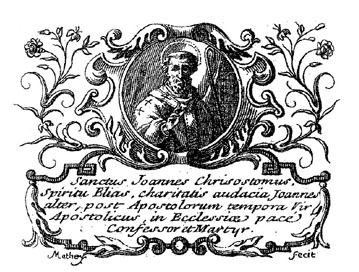 Sanctus Joannes Chrisostomus,
Spiritu Elias, charitatis audacia Joannes
alter, post Apostolorum tempora Vir
Apostolicus, in Ecclessiæ pace
Confessor et Martyr.
Mathey fecit